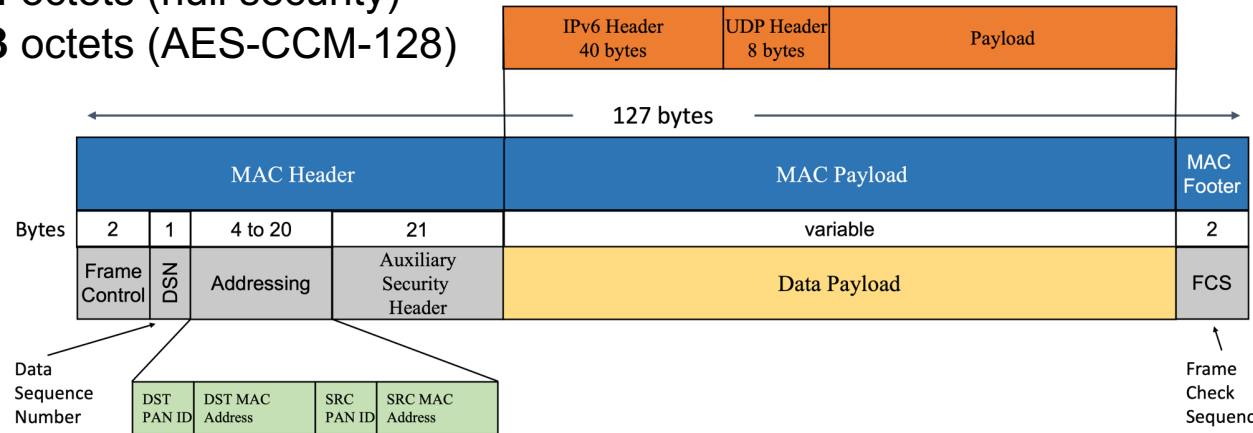 octets (null security)
octets (AES-CCM-128)
IPv6 Header
40 bytes
UDP Header
8 bytes
Payload
127 bytes
MAC Header
MAC Payload
MAC
Footer
Bytes
2
1
4 to 20
21
variable
2
Frame
Control
DSN
Addressing
Auxiliary
Security
Header
Data Payload
FCS
Data
Sequence
Number
DST
PAN ID
DST MAC
Address
SRC
PAN ID
SRC MAC
Address
Frame
Check